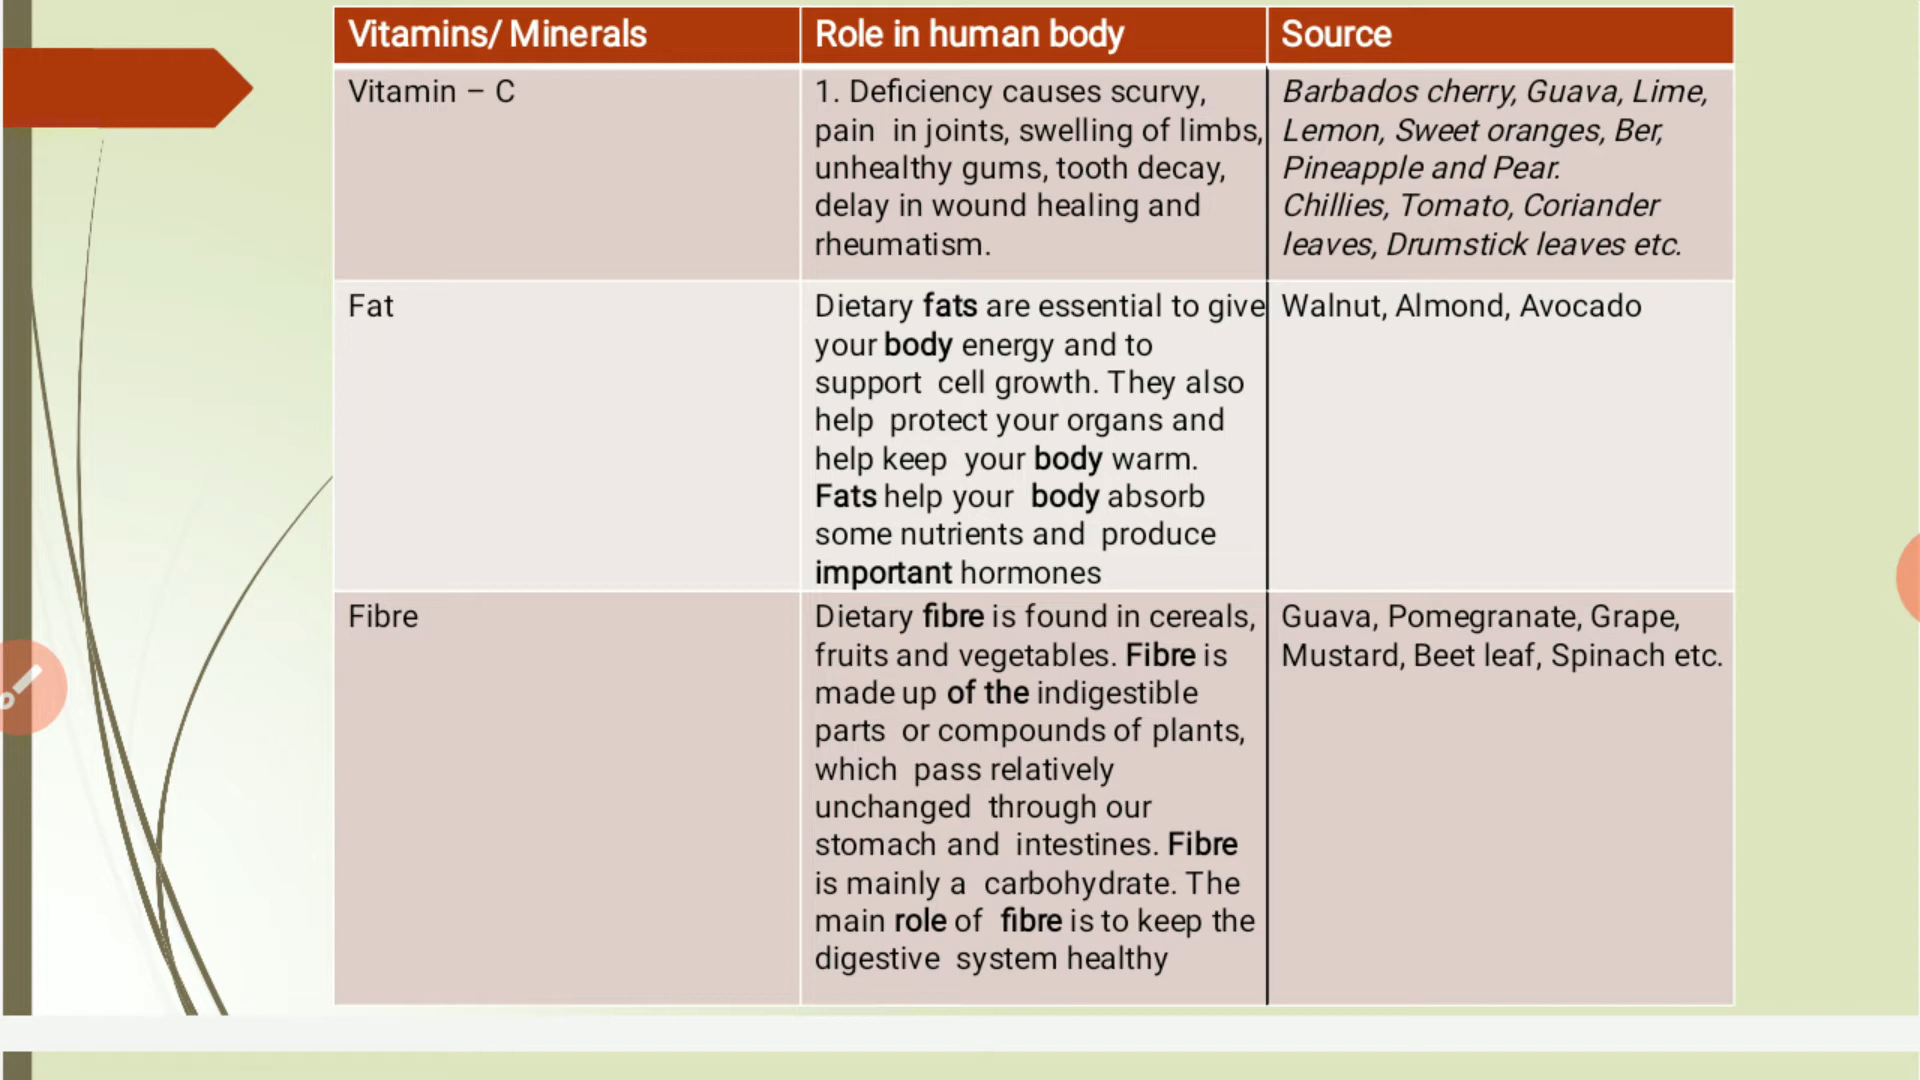 Vitamins/ Minerals
Role in human body
Source
Vitamin – C
1. Deficiency causes scurvy,
pain in joints, swelling of limbs,
unhealthy gums, tooth decay,
delay in wound healing and
rheumatism.
Barbados cherry, Guava, Lime,
Lemon, Sweet oranges, Ber,
Pineapple and Pear.
Chillies, Tomato, Coriander
leaves, Drumstick leaves etc.
Fat
Dietary fats are essential to give
your body energy and to
support cell growth. They also
help protect your organs and
help keep your body warm.
Fats help your body absorb
some nutrients and produce
important hormones
Walnut, Almond, Avocado
Fibre
Dietary fibre is found in cereals,
fruits and vegetables. Fibre is
made up of the indigestible
parts or compounds of plants,
which pass relatively
unchanged through our
stomach and intestines. Fibre
is mainly a carbohydrate. The
main role of fibre is to keep the
digestive system healthy
Guava, Pomegranate, Grape,
Mustard, Beet leaf, Spinach etc.